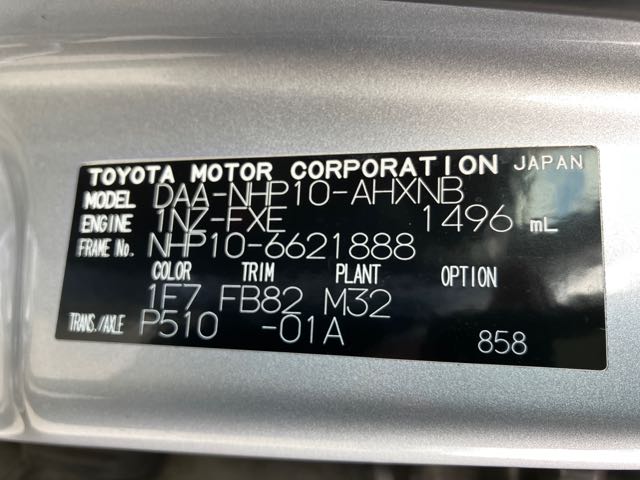 TOYOTA MOTOR CORPORATION JAPAN
MODEL DAA-NHP10-AHXNB
ENGINE 1NZ-FXE 1496 mL
FRAME No. NHP10-6621888
COLOR TRIM PLANT OPTION
1F7 FB82 M32
TRANS./AXLE P510 -01A 858